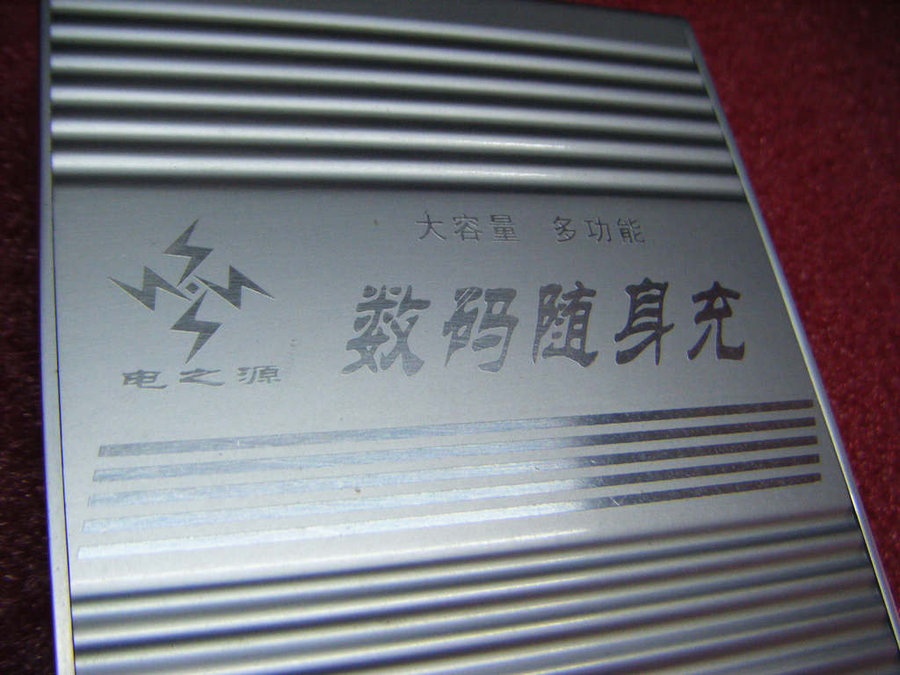 大容量 多功能
数码随身充
电之源